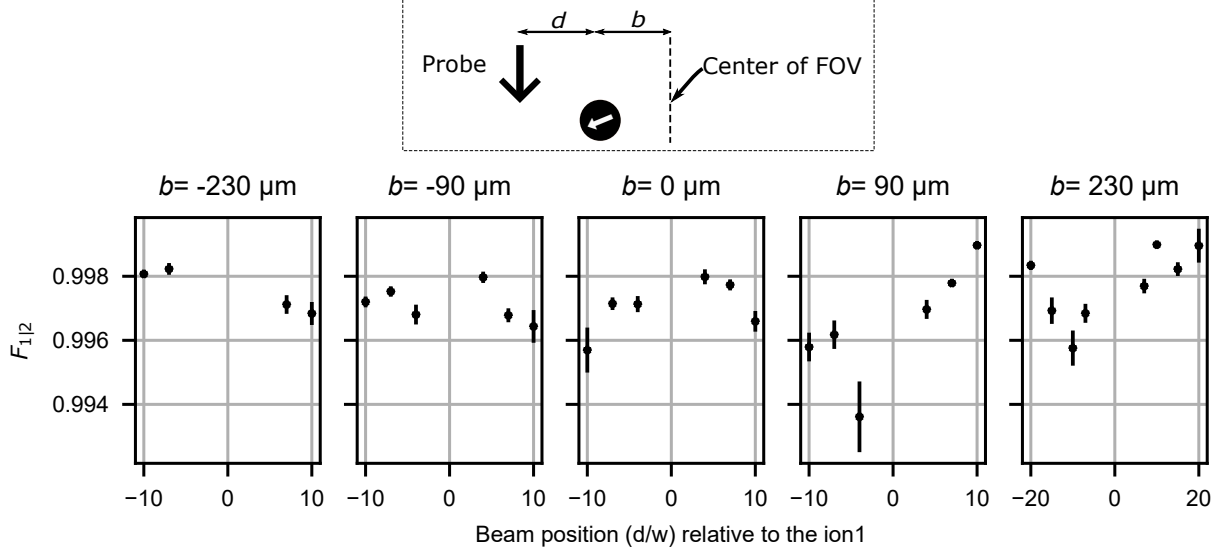 d b
Probe Center of FOV
b= -230 μm b= -90 μm b= 0 μm b= 90 μm b= 230 μm
0.998
0.996
0.994
F1|2
−10 0 10 −10 0 10 −10 0 10 −10 0 10 −20 0 20
Beam position (d/w) relative to the ion1